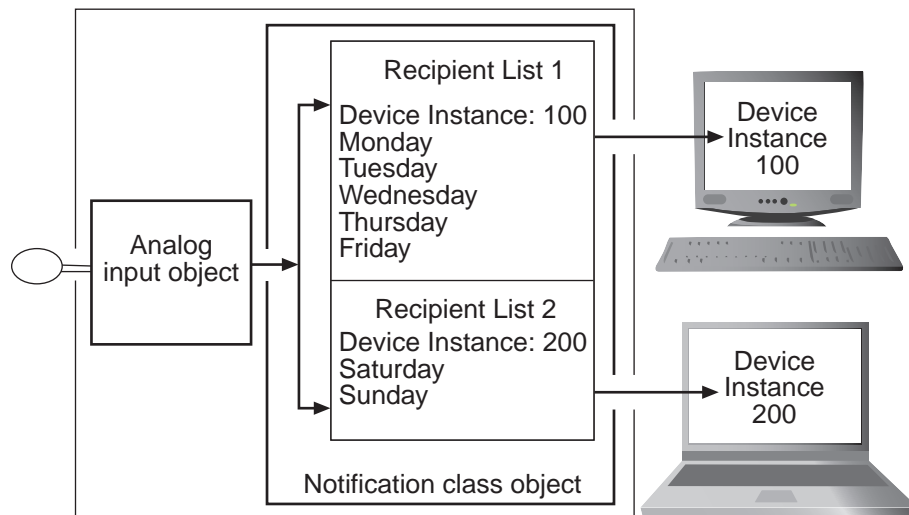 Recipient List 1
Device Instance: 100
Monday
Tuesday
Wednesday
Thursday
Friday
Device
Instance
100
Analog
input object
Recipient List 2
Device Instance: 200
Saturday
Sunday
Device
Instance
200
Notification class object